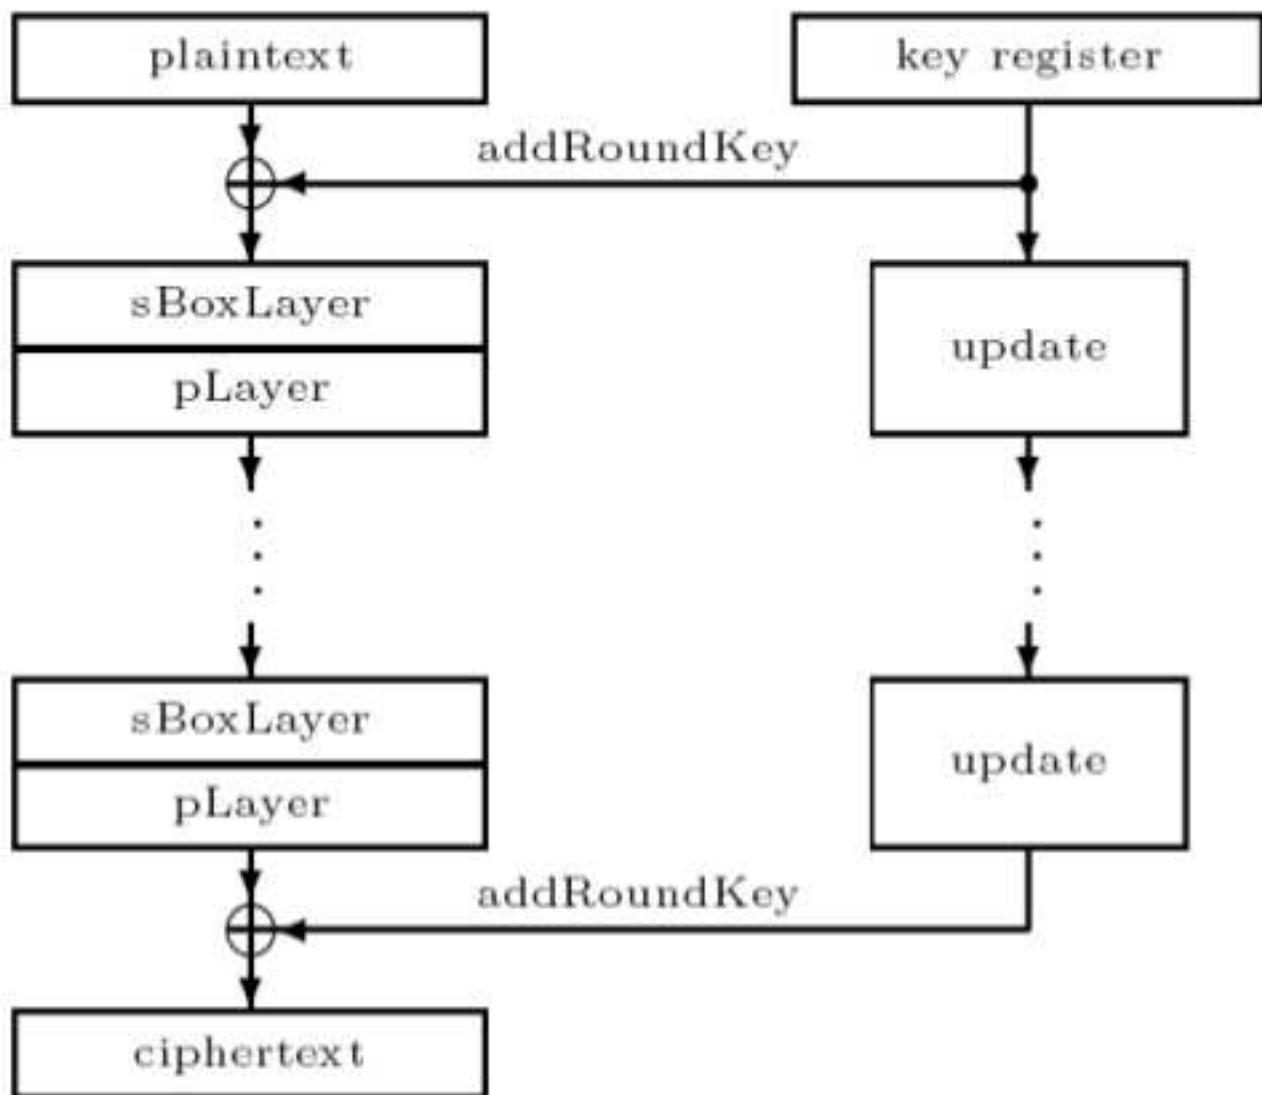 plaintext
key register
addRoundKey
sBoxLayer
pLayer
update
sBoxLayer
pLayer
update
addRoundKey
ciphertext